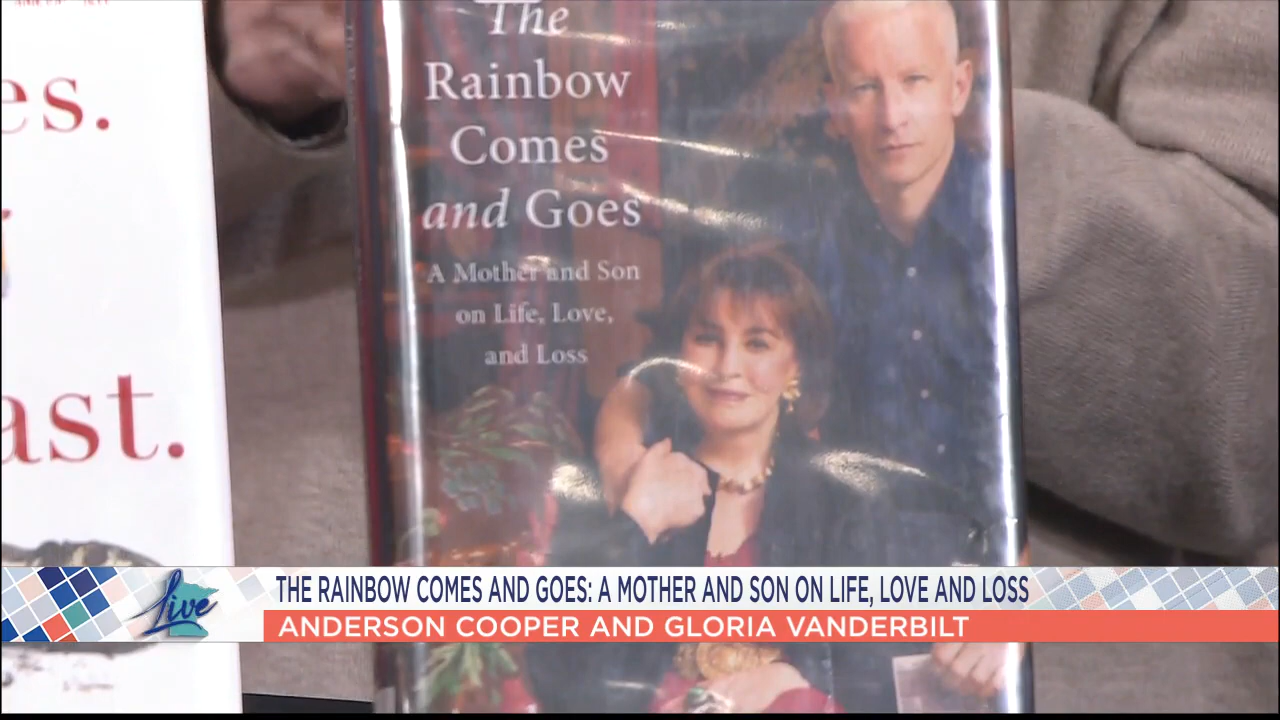 es.
ast.
The
Rainbow
Comes
and Goes
A Mother and Son
on Life, Love,
and Loss
Live
THE RAINBOW COMES AND GOES: A MOTHER AND SON ON LIFE, LOVE AND LOSS
ANDERSON COOPER AND GLORIA VANDERBILT